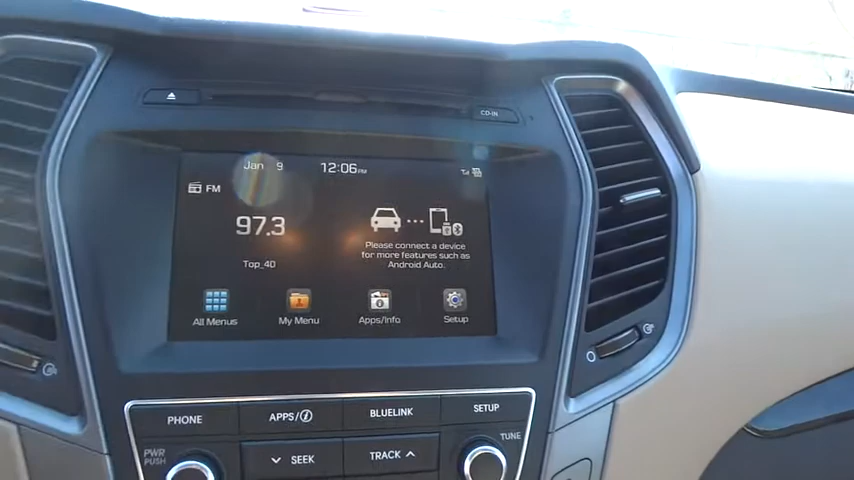 CD-IN
Jan 9
12:06 PM
FM
97.3
Top_40
Please connect a device
for more features such as
Android Auto.
All Menus
My Menu
Apps/Info
Setup
PHONE
APPS/i
BLUELINK
SETUP
PWR
PUSH
SEEK
TRACK
TUNE